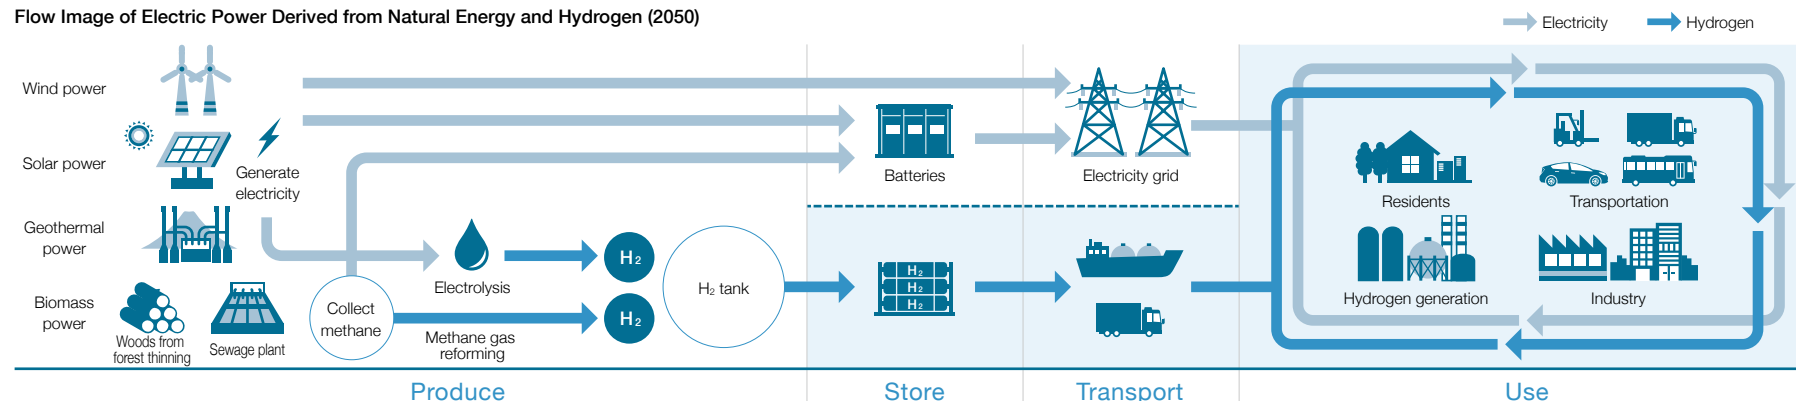 Flow Image of Electric Power Derived from Natural Energy and Hydrogen (2050)
Electricity
Hydrogen
Wind power
Solar power
Generate
electricity
Geothermal
power
Biomass
power
Woods from
forest thinning
Sewage plant
Collect
methane
Electrolysis
Methane gas
reforming
H₂
H₂
H₂ tank
Batteries
H₂
H₂
H₂
Electricity grid
Residents
Transportation
Hydrogen generation
Industry
Produce
Store
Transport
Use